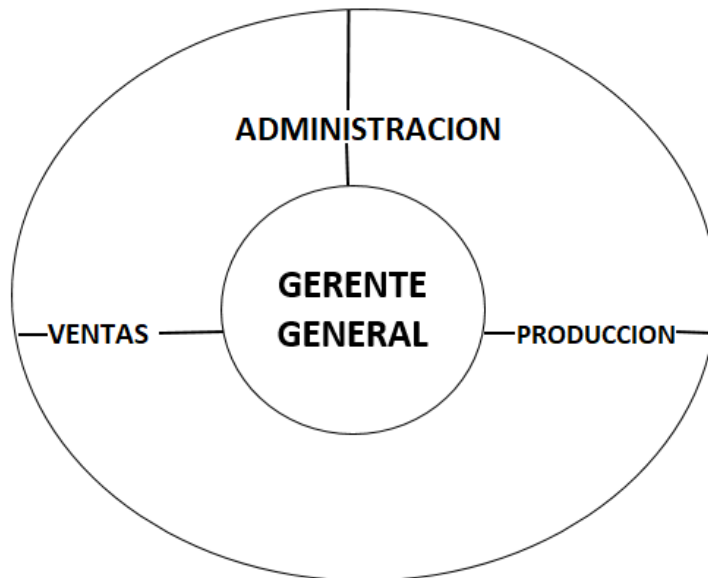 ADMINISTRACION
GERENTE
GENERAL
VENTAS
PRODUCCION